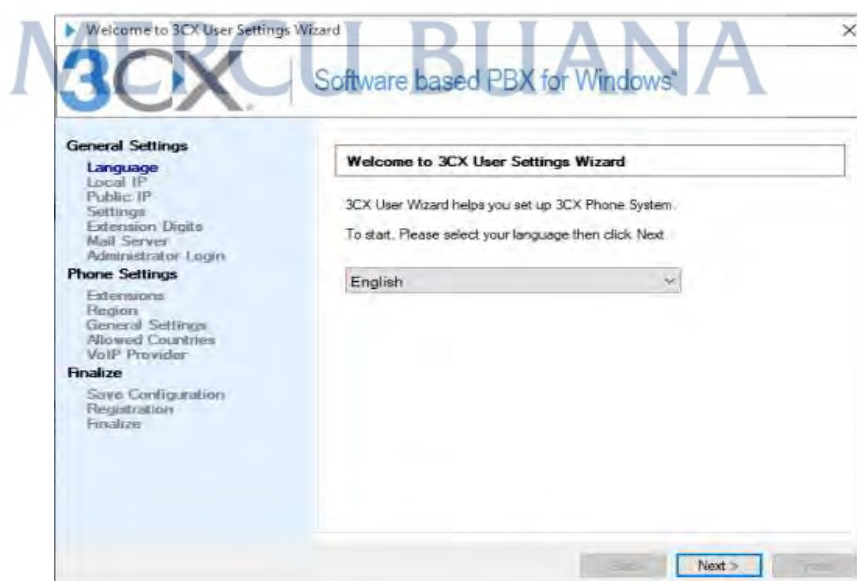 MERCU BUANA
Welcome to 3CX User Settings Wizard
3CX
Software based PBX for Windows®
General Settings
Language
Local IP
Public IP
Settings
Extension Digits
Mail Server
Administrator Login
Phone Settings
Extensions
Region
General Settings
Allowed Countries
VoIP Provider
Finalize
Save Configuration
Registration
Finalize
Welcome to 3CX User Settings Wizard
3CX User Wizard helps you set up 3CX Phone System.
To start. Please select your language then click Next
English
Next >